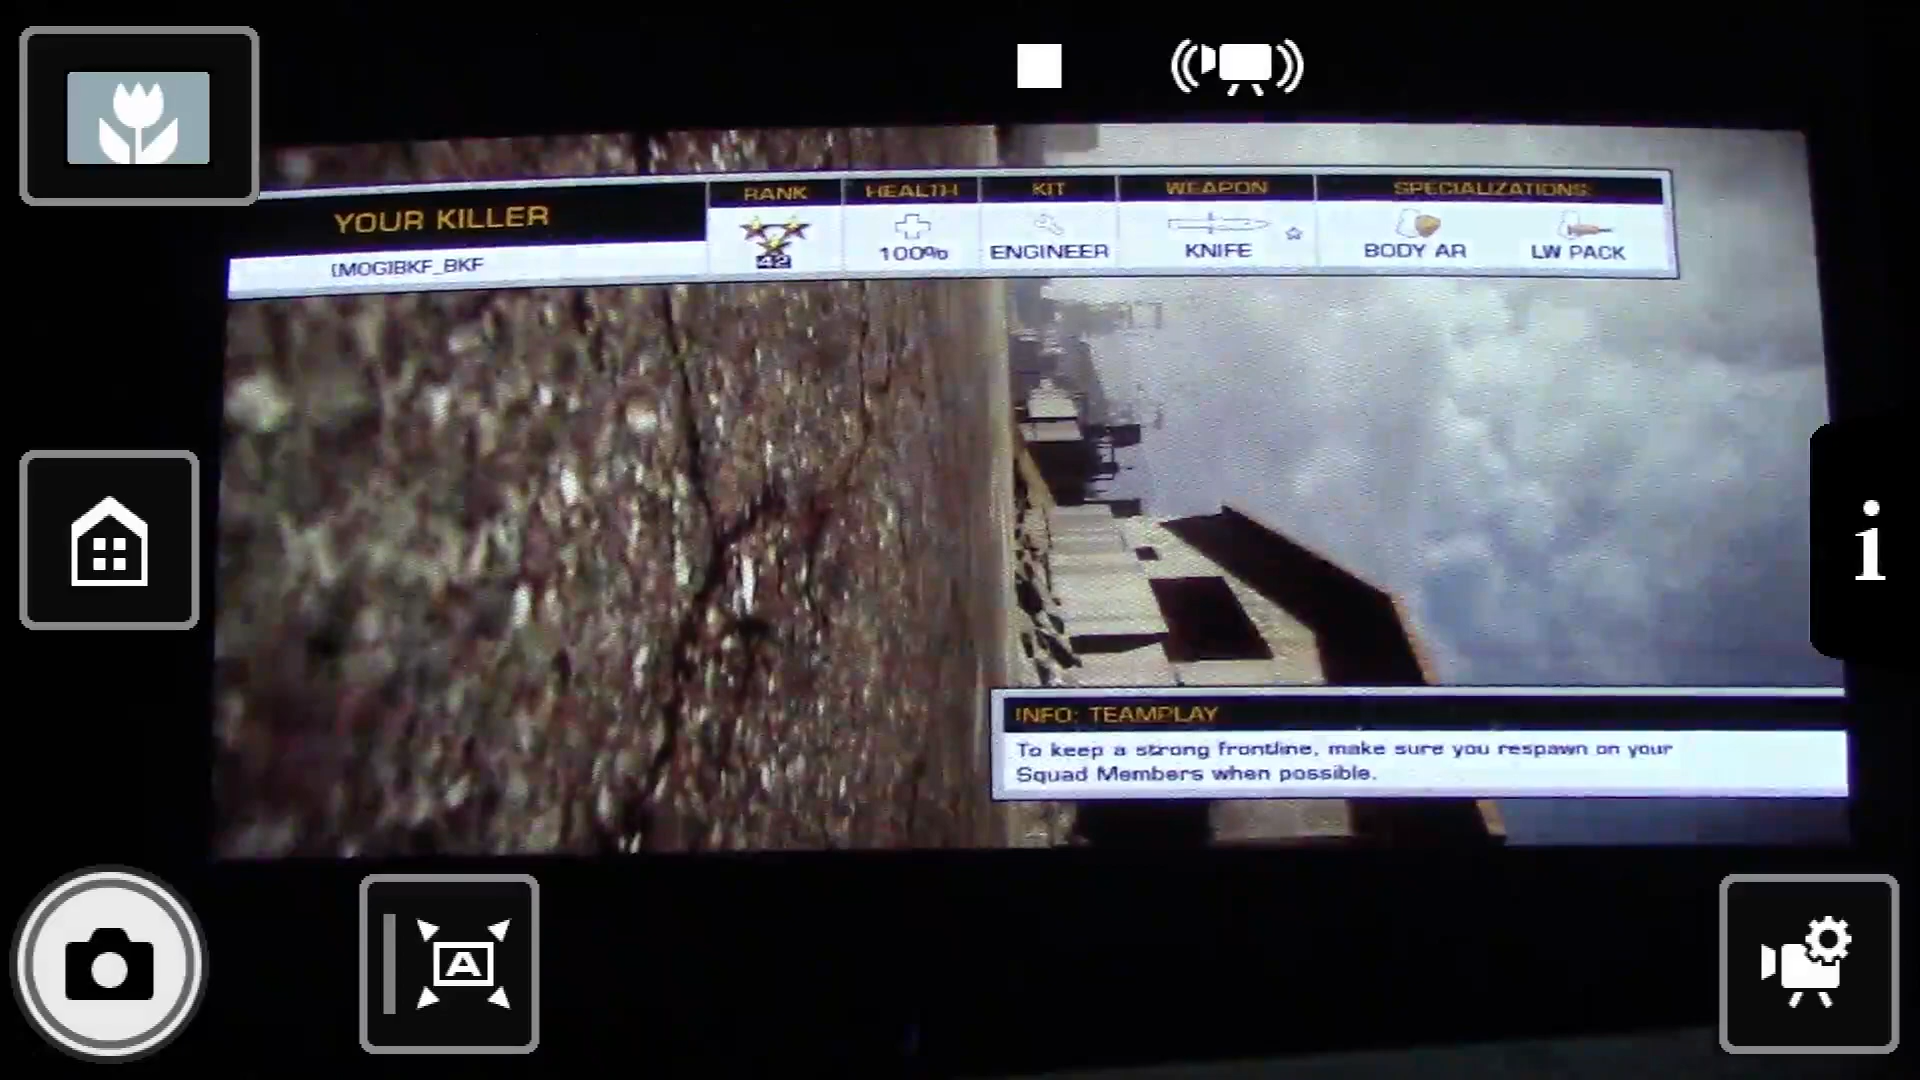 RANK HEALTH KIT WEAPON SPECIALIZATIONS:
YOUR KILLER
42 100% ENGINEER KNIFE BODY AR LW PACK
[MOG]BKF_BKF
i
INFO: TEAMPLAY
To keep a strong frontline, make sure you respawn on your
Squad Members when possible.
A